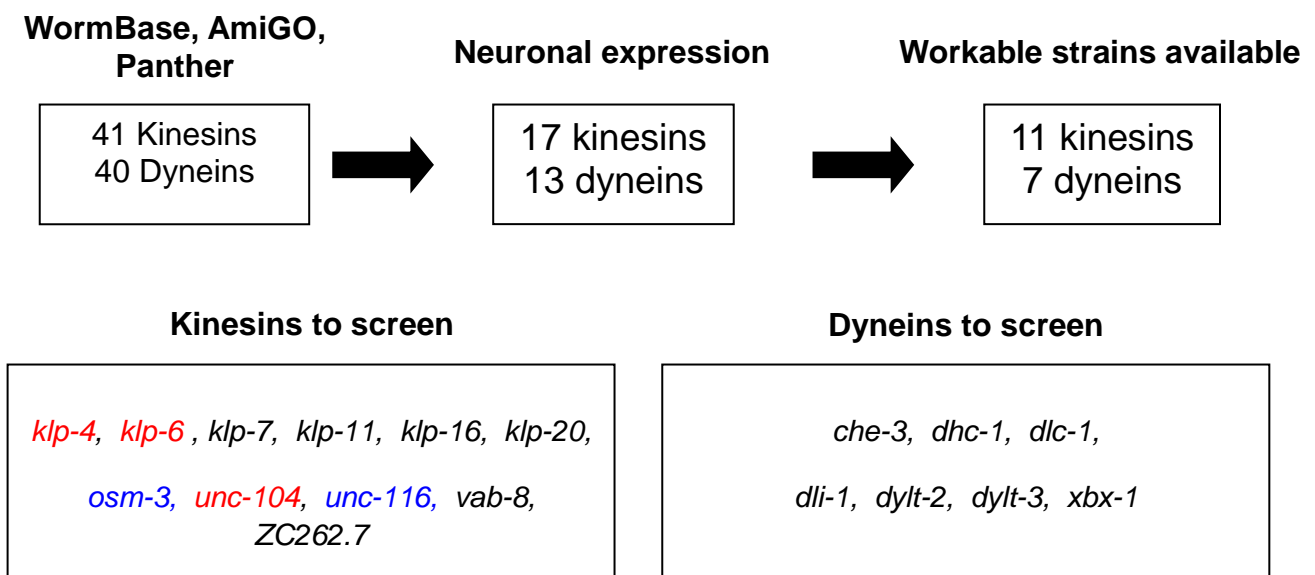 WormBase, AmiGO,
Panther
Neuronal expression
Workable strains available
41 Kinesins
40 Dyneins
17 kinesins
13 dyneins
11 kinesins
7 dyneins
Kinesins to screen
klp-4, klp-6 , klp-7, klp-11, klp-16, klp-20,
osm-3, unc-104, unc-116, vab-8,
ZC262.7
Dyneins to screen
che-3, dhc-1, dlc-1,
dli-1, dylt-2, dylt-3, xbx-1